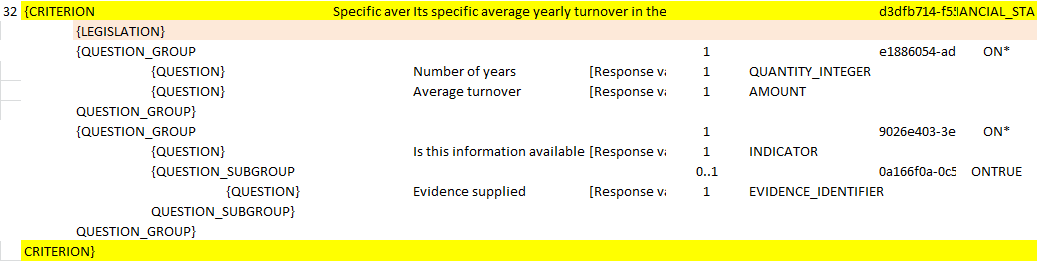 32 {CRITERION Specific aver Its specific average yearly turnover in the d3dfb714-f5! ANCIAL_STA
{LEGISLATION}
{QUESTION_GROUP 1 e1886054-ad ON*
{QUESTION} Number of years [Response va 1 QUANTITY_INTEGER
{QUESTION} Average turnover [Response va 1 AMOUNT
QUESTION_GROUP}
{QUESTION_GROUP 1 9026e403-3e ON*
{QUESTION} Is this information available [Response va 1 INDICATOR
{QUESTION_SUBGROUP 0..1 0a166f0a-0c5 ONTRUE
{QUESTION} Evidence supplied [Response va 1 EVIDENCE_IDENTIFIER
QUESTION_SUBGROUP}
QUESTION_GROUP}
CRITERION}